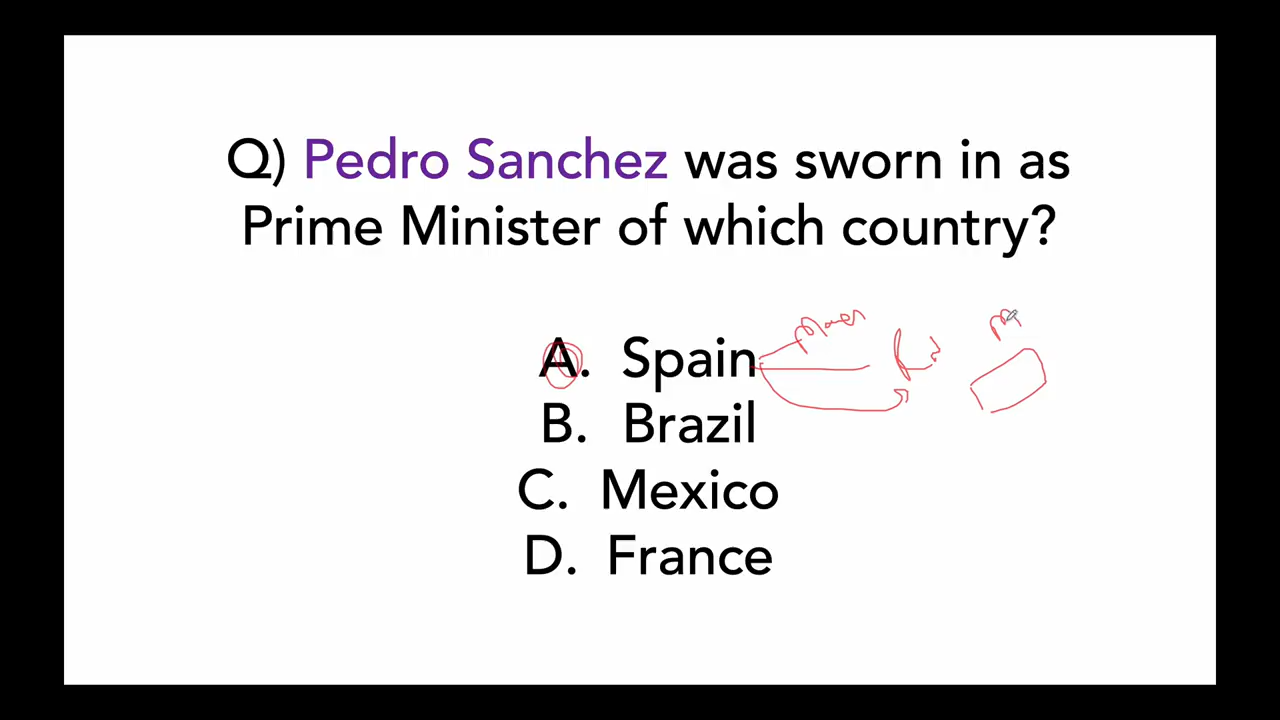 Q) Pedro Sanchez was sworn in as
Prime Minister of which country?
A. Spain
B. Brazil
C. Mexico
D. France